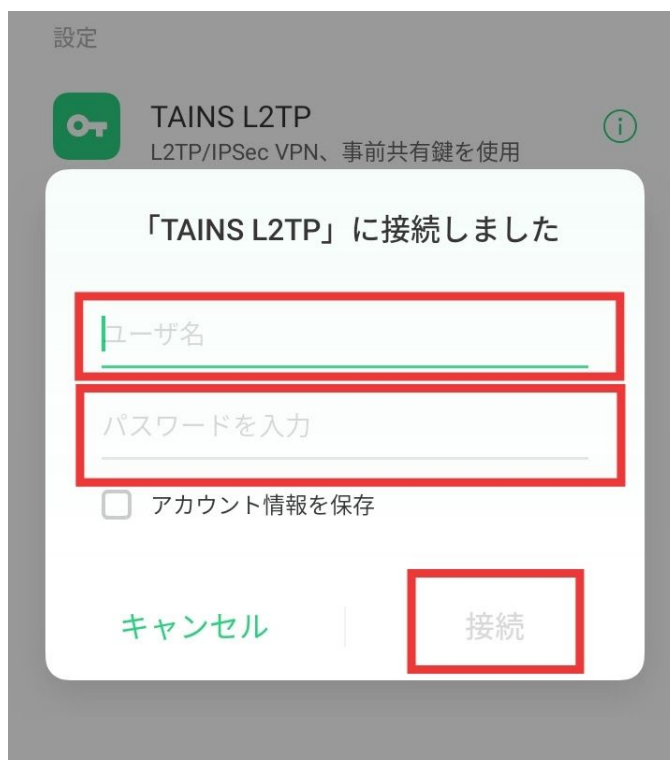 設定
TAINS L2TP
L2TP/IPSec VPN、事前共有鍵を使用
「TAINS L2TP」に接続しました
ユーザ名
パスワードを入力
アカウント情報を保存
キャンセル
接続